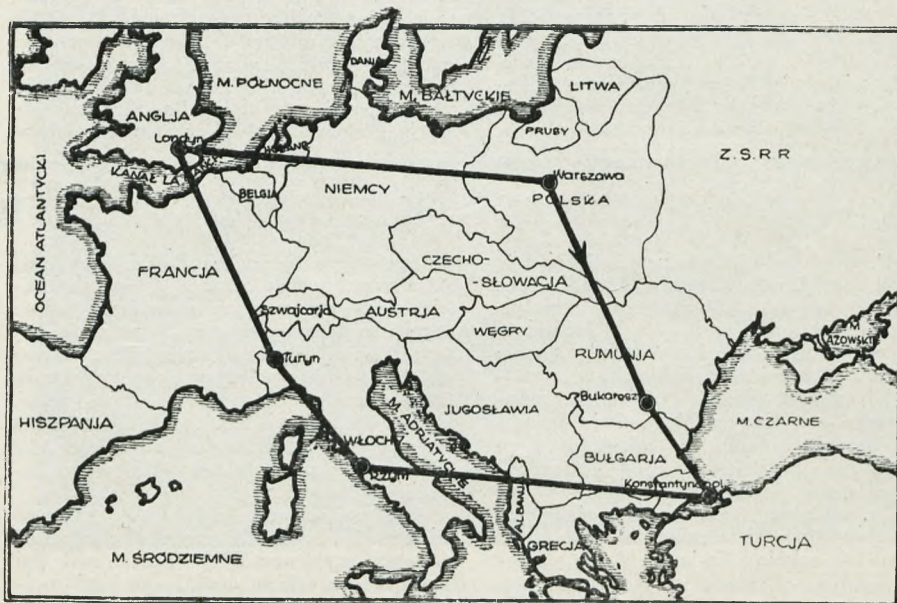 DANJA
M. PÓŁNOCNE
LITWA
M. BAŁTYCKIE
ANGLJA
PRUSY
Londyn
Z.S.R R
KANAŁ LA
Warszawa
POLSKA
BELGJA
NIEMCY
OCEAN ATLANTYCKI
CZECHO-
-SŁOWACJA
FRANCJA
Szwajcarja
AUSTRJA
WĘGRY
M.
AZOWSKIE
RUMUNJA
Turyn
Bukareszt
JUGOSŁAWIA
HISZPANJA
M. ADRJATYCKIE
M. CZARNE
WŁOCHY
BUŁGARJA
Rzym
Konstantynopol
ALBANJA
M. ŚRÓDZIEMNE
GRECJA
TURCJA